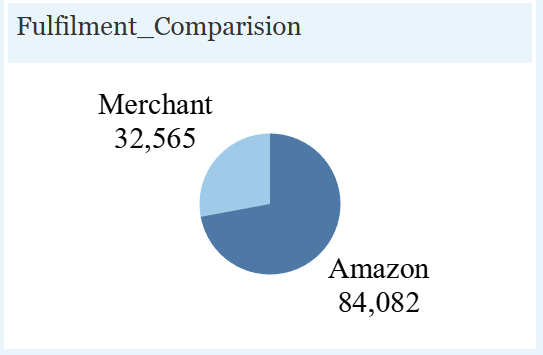 Fulfilment_Comparision
Merchant
32,565
Amazon
84,082